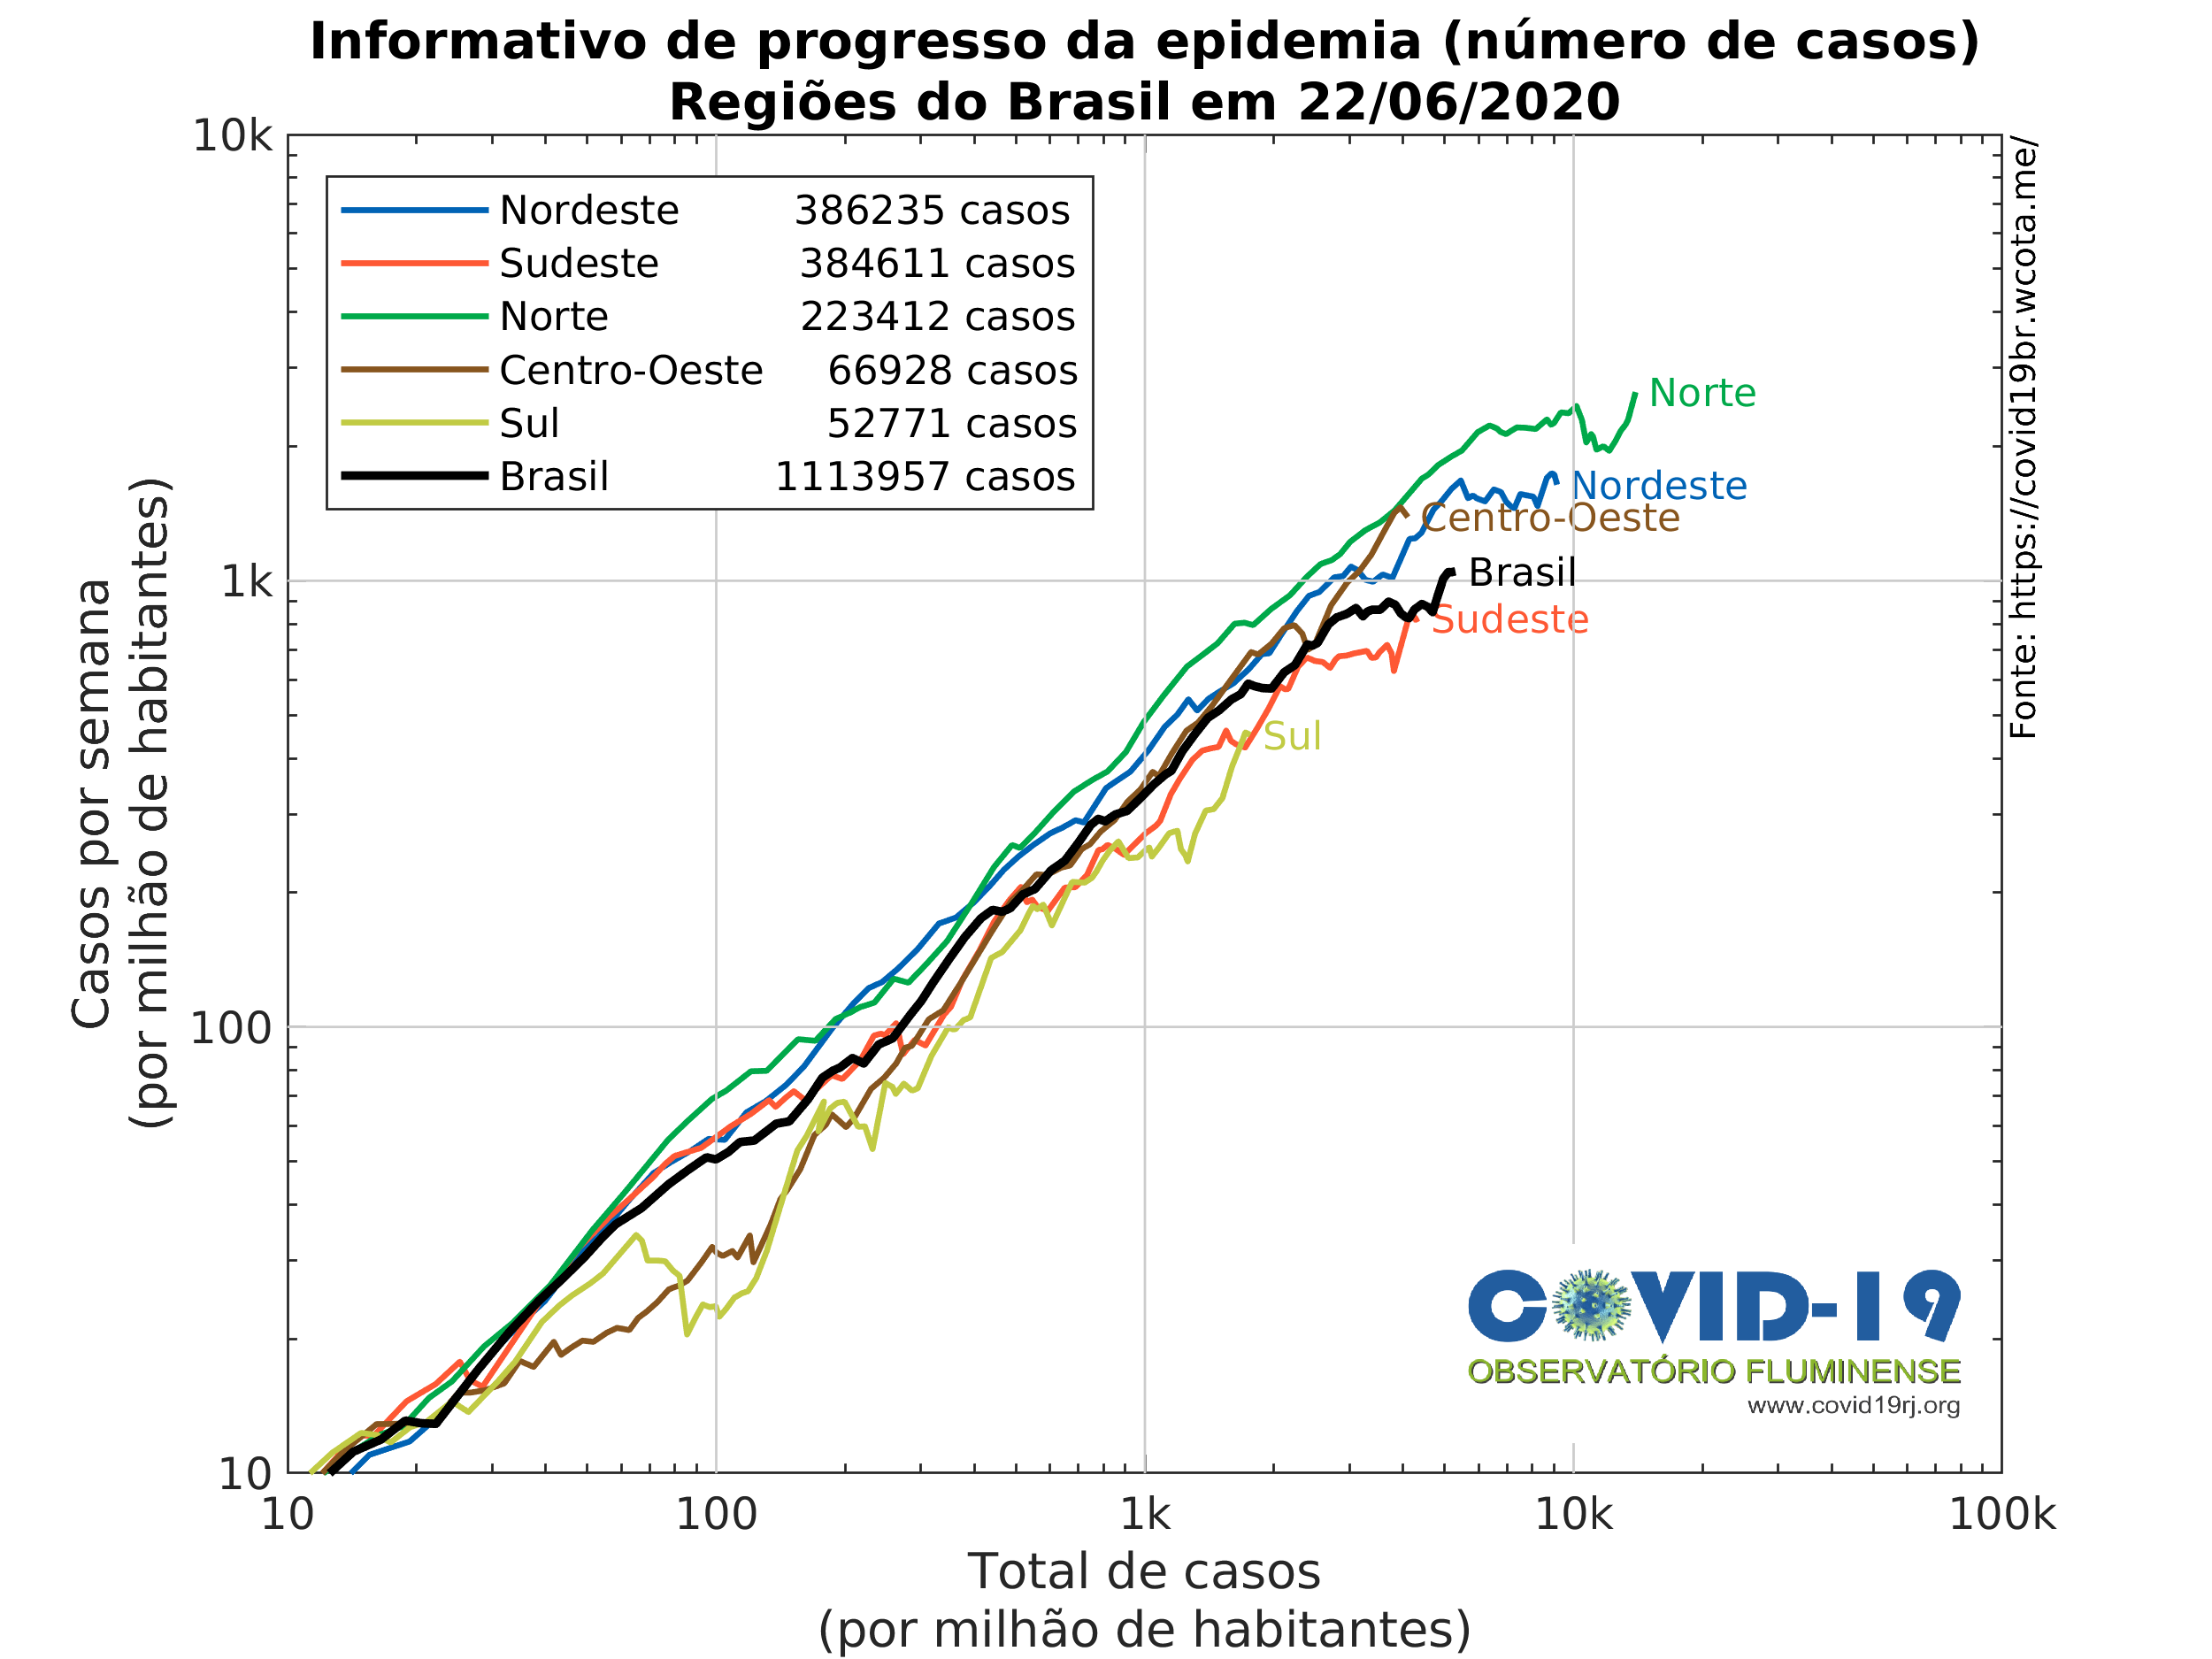 Informativo de progresso da epidemia (número de casos)
Regiões do Brasil em 22/06/2020
10k
1k
100
10
Casos por semana
(por milhão de habitantes)
Nordeste 386235 casos
Sudeste 384611 casos
Norte 223412 casos
Centro-Oeste 66928 casos
Sul 52771 casos
Brasil 1113957 casos
Norte
Nordeste
Centro-Oeste
Brasil
Sudeste
Sul
Fonte: https://covid19br.wcota.me/
COVID-19
OBSERVATÓRIO FLUMINENSE
www.covid19rj.org
10 100 1k 10k 100k
Total de casos
(por milhão de habitantes)